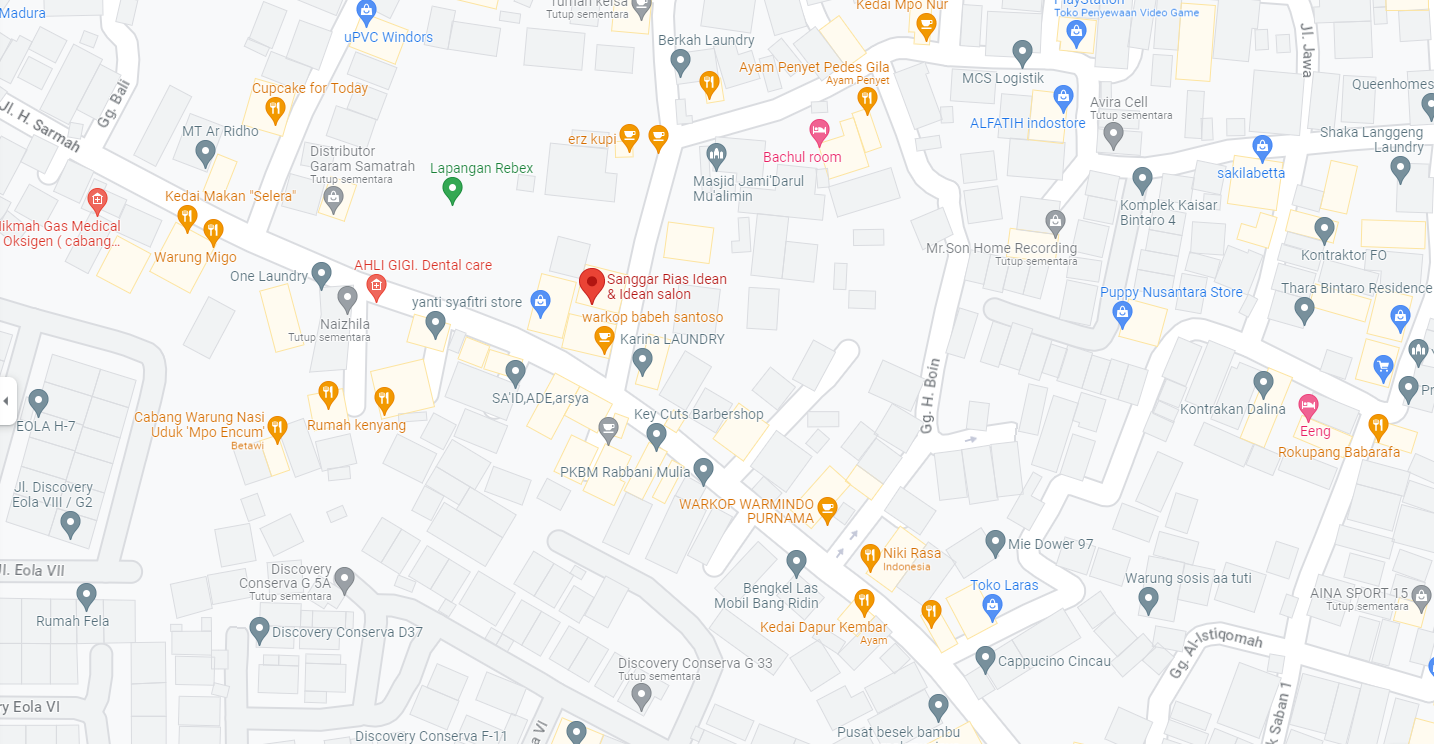 Madura
uPVC Windors
rumah keisa
Tutup sementara
Kedai Mpo Nur
PlayStation
Toko Penyewaan Video Game
Jl. Jawa
Berkah Laundry
Ayam Penyet Pedes Gila
Ayam Penyet
MCS Logistik
Queenhomes
Gg. Bali
Cupcake for Today
Jl. H. Sarmah
MT Ar Ridho
erz kupi
ALFATIH indostore
Avira Cell
Tutup sementara
Shaka Langgeng
Laundry
Distributor
Garam Samatrah
Tutup sementara
Lapangan Rebex
Bachul room
Masjid Jami'Darul
Mu'alimin
sakilabetta
Komplek Kaisar
Bintaro 4
Kedai Makan "Selera"
Hikmah Gas Medical
Oksigen ( cabang...
Warung Migo
One Laundry
AHLI GIGI. Dental care
Mr.Son Home Recording
Tutup sementara
Kontraktor FO
Sanggar Rias Idean
& Idean salon
yanti syafitri store
warkop babeh santoso
Puppy Nusantara Store
Thara Bintaro Residence
Naizhila
Tutup sementara
Karina LAUNDRY
SA'ID,ADE,arsya
Gg. H. Boin
EOLA H-7
Cabang Warung Nasi
Uduk 'Mpo Encum'
Betawi
Rumah kenyang
Key Cuts Barbershop
Kontrakan Dalina
Eeng
Rokupang Babarafa
PKBM Rabbani Mulia
Jl. Discovery
Eola VIII / G2
WARKOP WARMINDO
PURNAMA
Niki Rasa
Indonesia
Mie Dower 97
Jl. Eola VII
Discovery
Conserva G 5A
Tutup sementara
Bengkel Las
Mobil Bang Ridin
Toko Laras
Warung sosis aa tuti
AINA SPORT 15
Tutup sementara
Rumah Fela
Discovery Conserva D37
Kedai Dapur Kembar
Ayam
Cappucino Cincau
Gg. Al-Istiqomah
Discovery Conserva G 33
Tutup sementara
ry Eola VI
Discovery Conserva F-11
a VI
Pusat besek bambu
k Saban 1